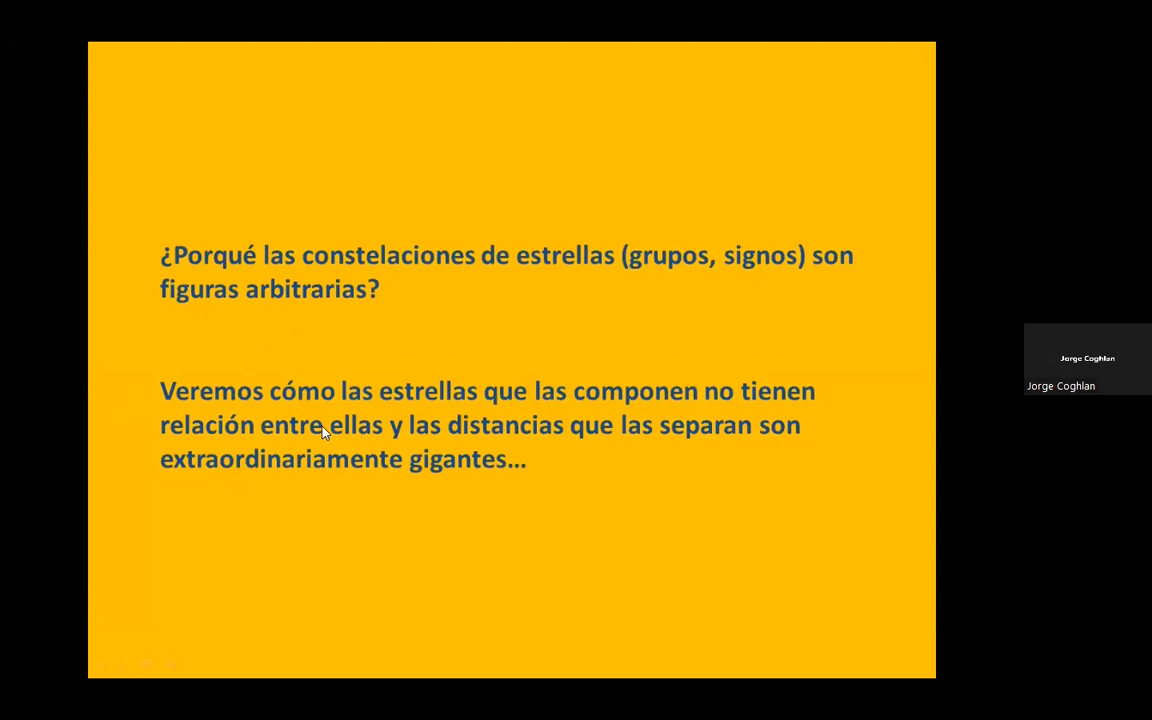 ¿Porqué las constelaciones de estrellas (grupos, signos) son
figuras arbitrarias?
Veremos cómo las estrellas que las componen no tienen
relación entre ellas y las distancias que las separan son
extraordinariamente gigantes...
Jorge Coghlan
Jorge Coghlan